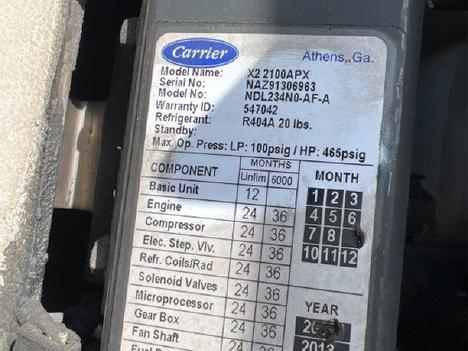 Carrier Athens, Ga.
Model Name: X2 2100APX
Serial No: NAZ91306963
Model No: NDL234N0-AF-A
Warranty ID: 547042
Refrigerant: R404A 20 lbs.
Standby:
Max. Op. Press: LP: 100psig / HP: 465psig
COMPONENT MONTHS MONTH
Unlim. 6000
Basic Unit 12 1 2 3
Engine 24 36 4 5 6
Compressor 24 36 7 8
Elec. Step. Vlv. 24 36 10 11 12
Refr. Coils/Rad 24 36
Solenoid Valves 24 36
Microprocessor 24 36 YEAR
Gear Box 24 36
Fan Shaft 24 36 2013